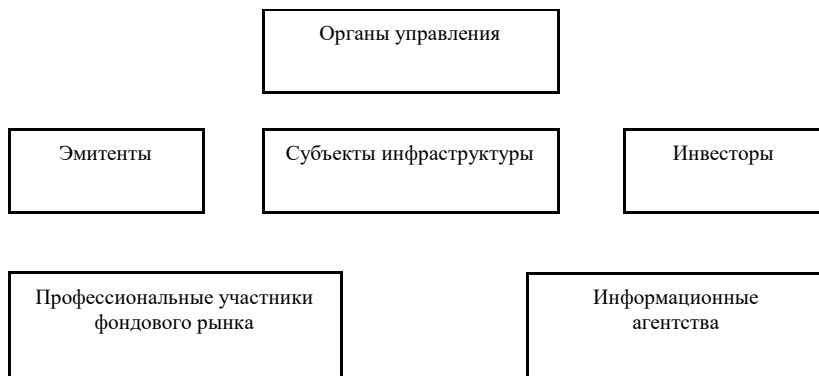 Органы управления
Эмитенты
Субъекты инфраструктуры
Инвесторы
Профессиональные участники
фондового рынка
Информационные
агентства